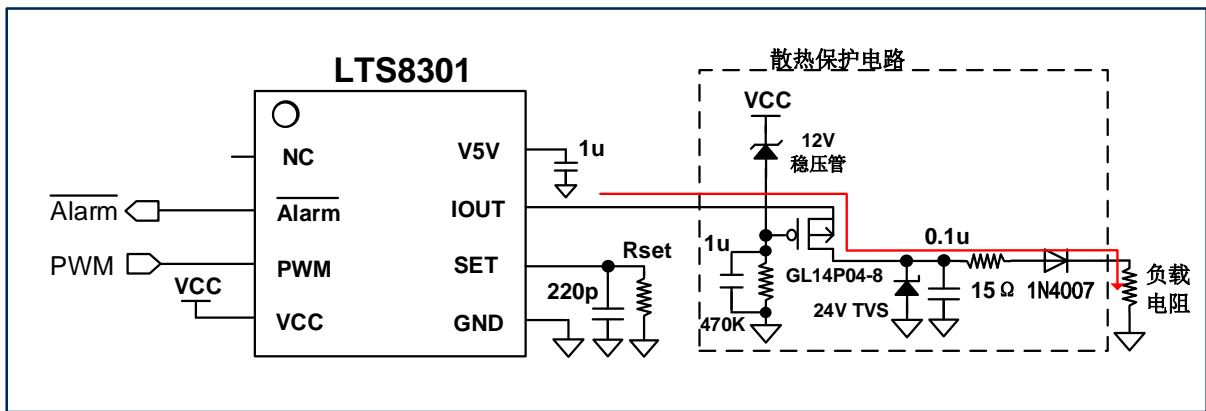 LTS8301
NC
Alarm
PWM
VCC
V5V
IOUT
SET
GND
Alarm
PWM
VCC
1u
Rset
220p
散热保护电路
VCC
12V
稳压管
1u
470K
GL14P04-8
24V TVS
0.1u
15 Ω
1N4007
负载
电阻